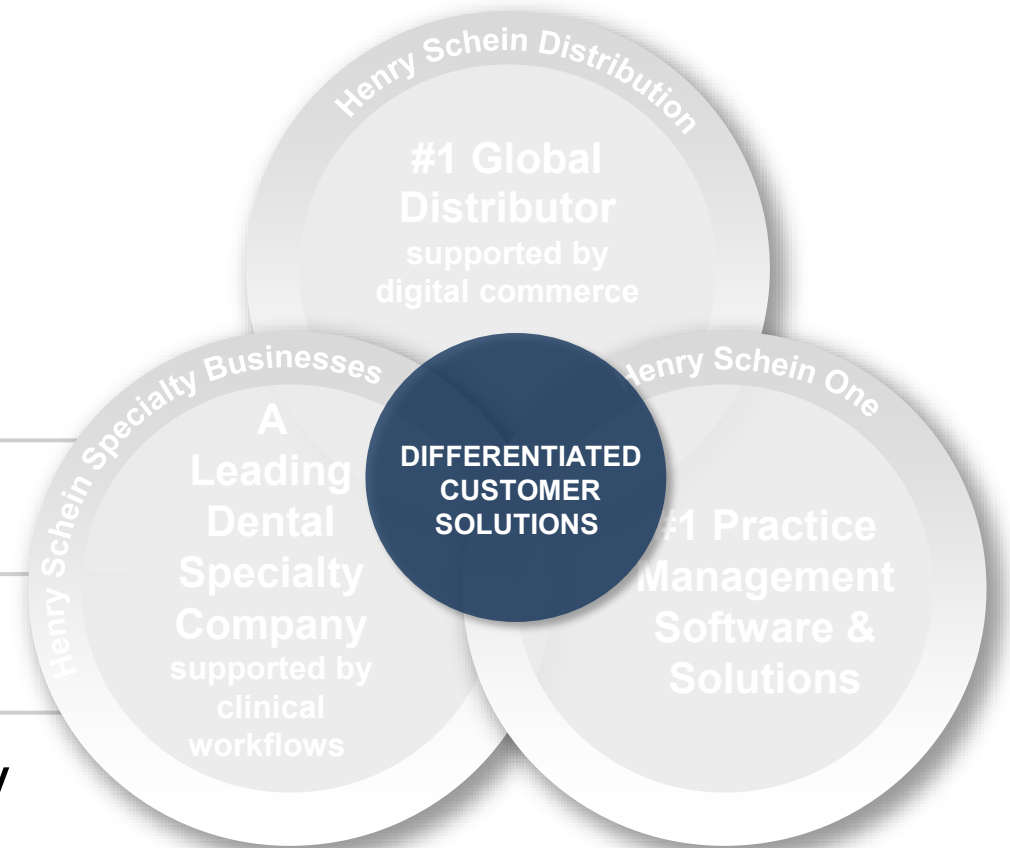 Henry Schein Distribution
#1 Global
Distributor
supported by
digital commerce
Henry Schein Specialty Businesses
A
Leading
Dental
Specialty
Company
supported by
clinical
workflows
DIFFERENTIATED
CUSTOMER
SOLUTIONS
Henry Schein One
#1 Practice
Management
Software &
Solutions